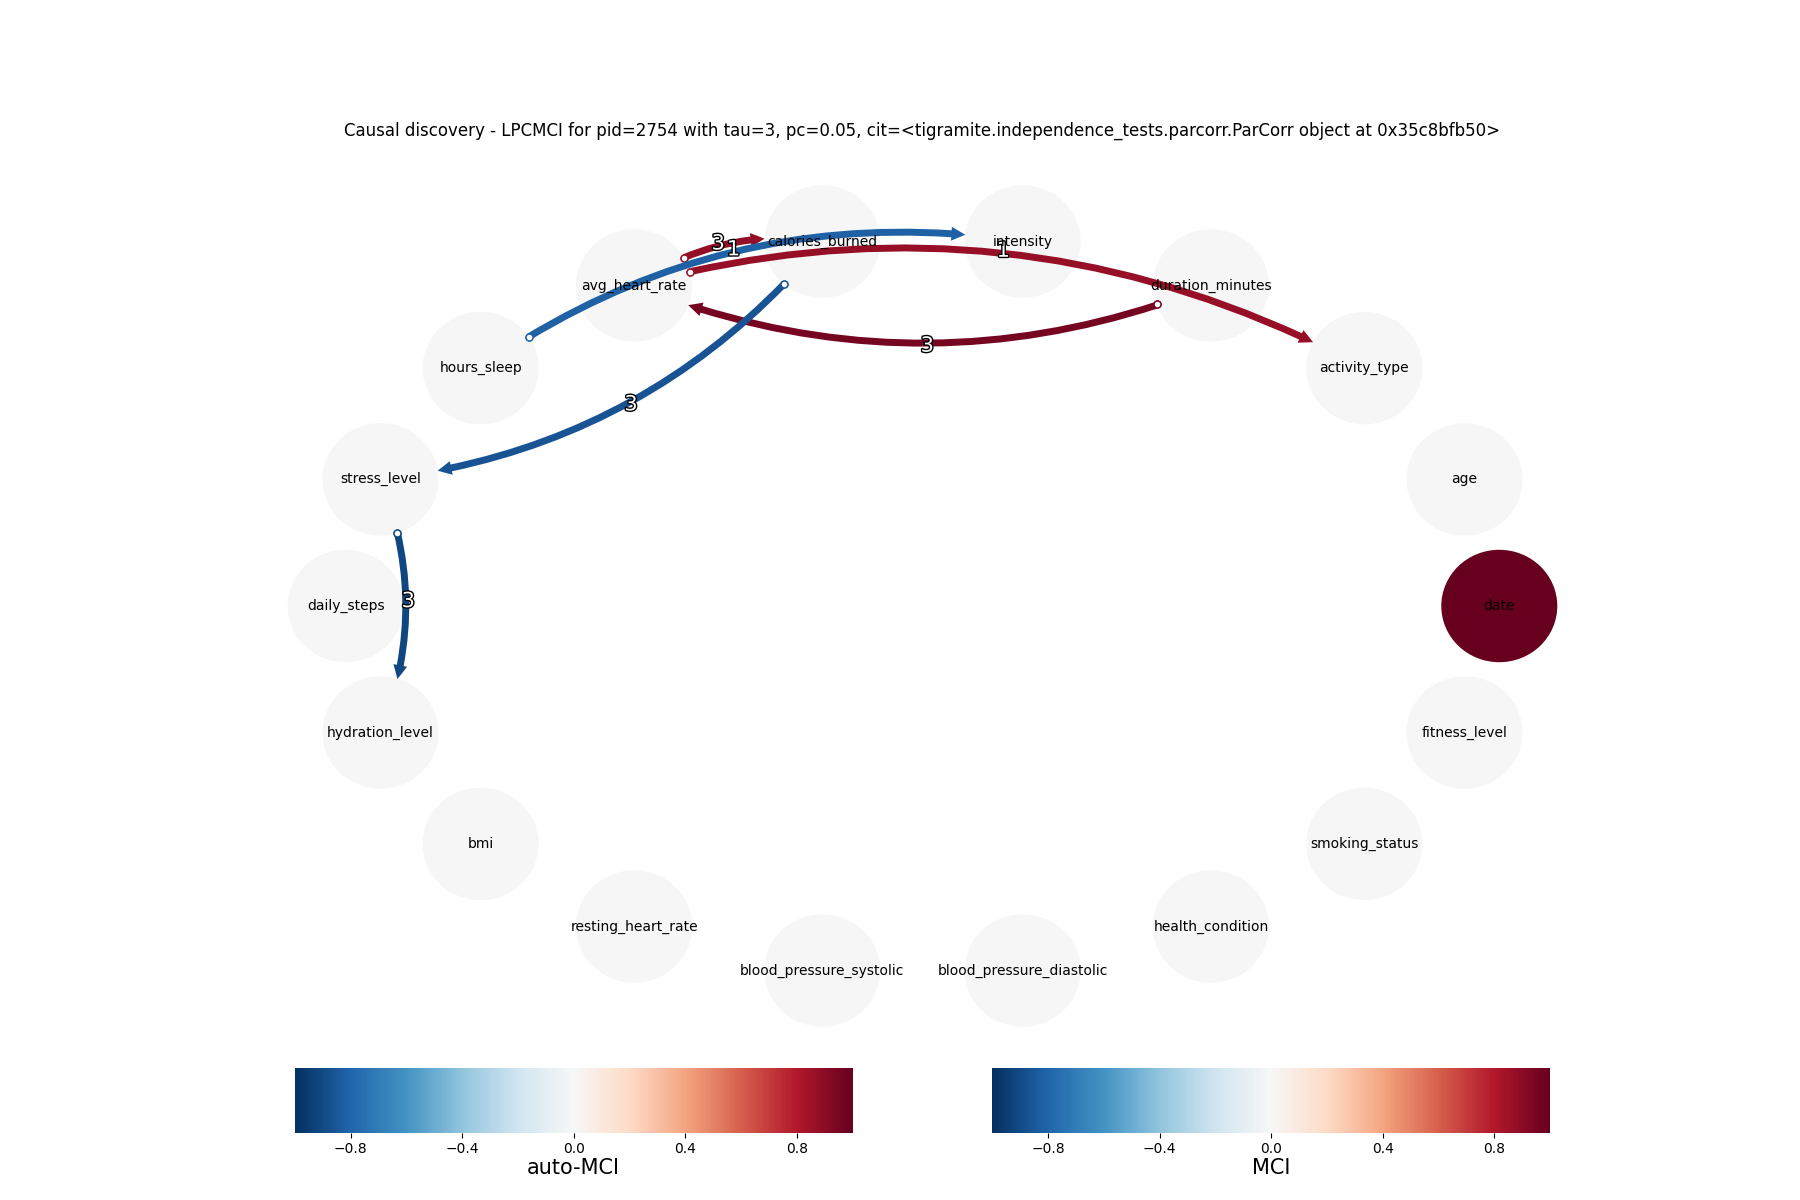 Causal discovery - LPCMCI for pid=2754 with tau=3, pc=0.05, cit=<tigramite.independence_tests.parcorr.ParCorr object at 0x35c8bfb50>
3
1
calories_burned
intensity
1
avg_heart_rate
duration_minutes
3
hours_sleep
activity_type
3
stress_level
age
3
daily_steps
date
hydration_level
fitness_level
bmi
smoking_status
resting_heart_rate
health_condition
blood_pressure_systolic
blood_pressure_diastolic
−0.8 −0.4 0.0 0.4 0.8
auto-MCI
−0.8 −0.4 0.0 0.4 0.8
MCI